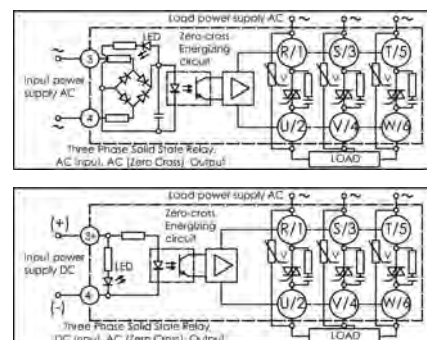 Load power supply AC
LED
Zero-cross
Energizing
circuit
R/1
S/3
T/5
~
3
Input power
supply AC
4
~
V
V
V
U/2
V/4
W/6
Three Phase Solid State Relay,
AC Input, AC (Zero Cross) Output
LOAD
Load power supply AC
Zero-cross
Energizing
circuit
R/1
S/3
T/5
(+)
3+
Input power
supply DC
LED
4-
(-)
V
V
V
U/2
V/4
W/6
Three Phase Solid State Relay,
DC Input, AC (Zero Cross) Output
LOAD